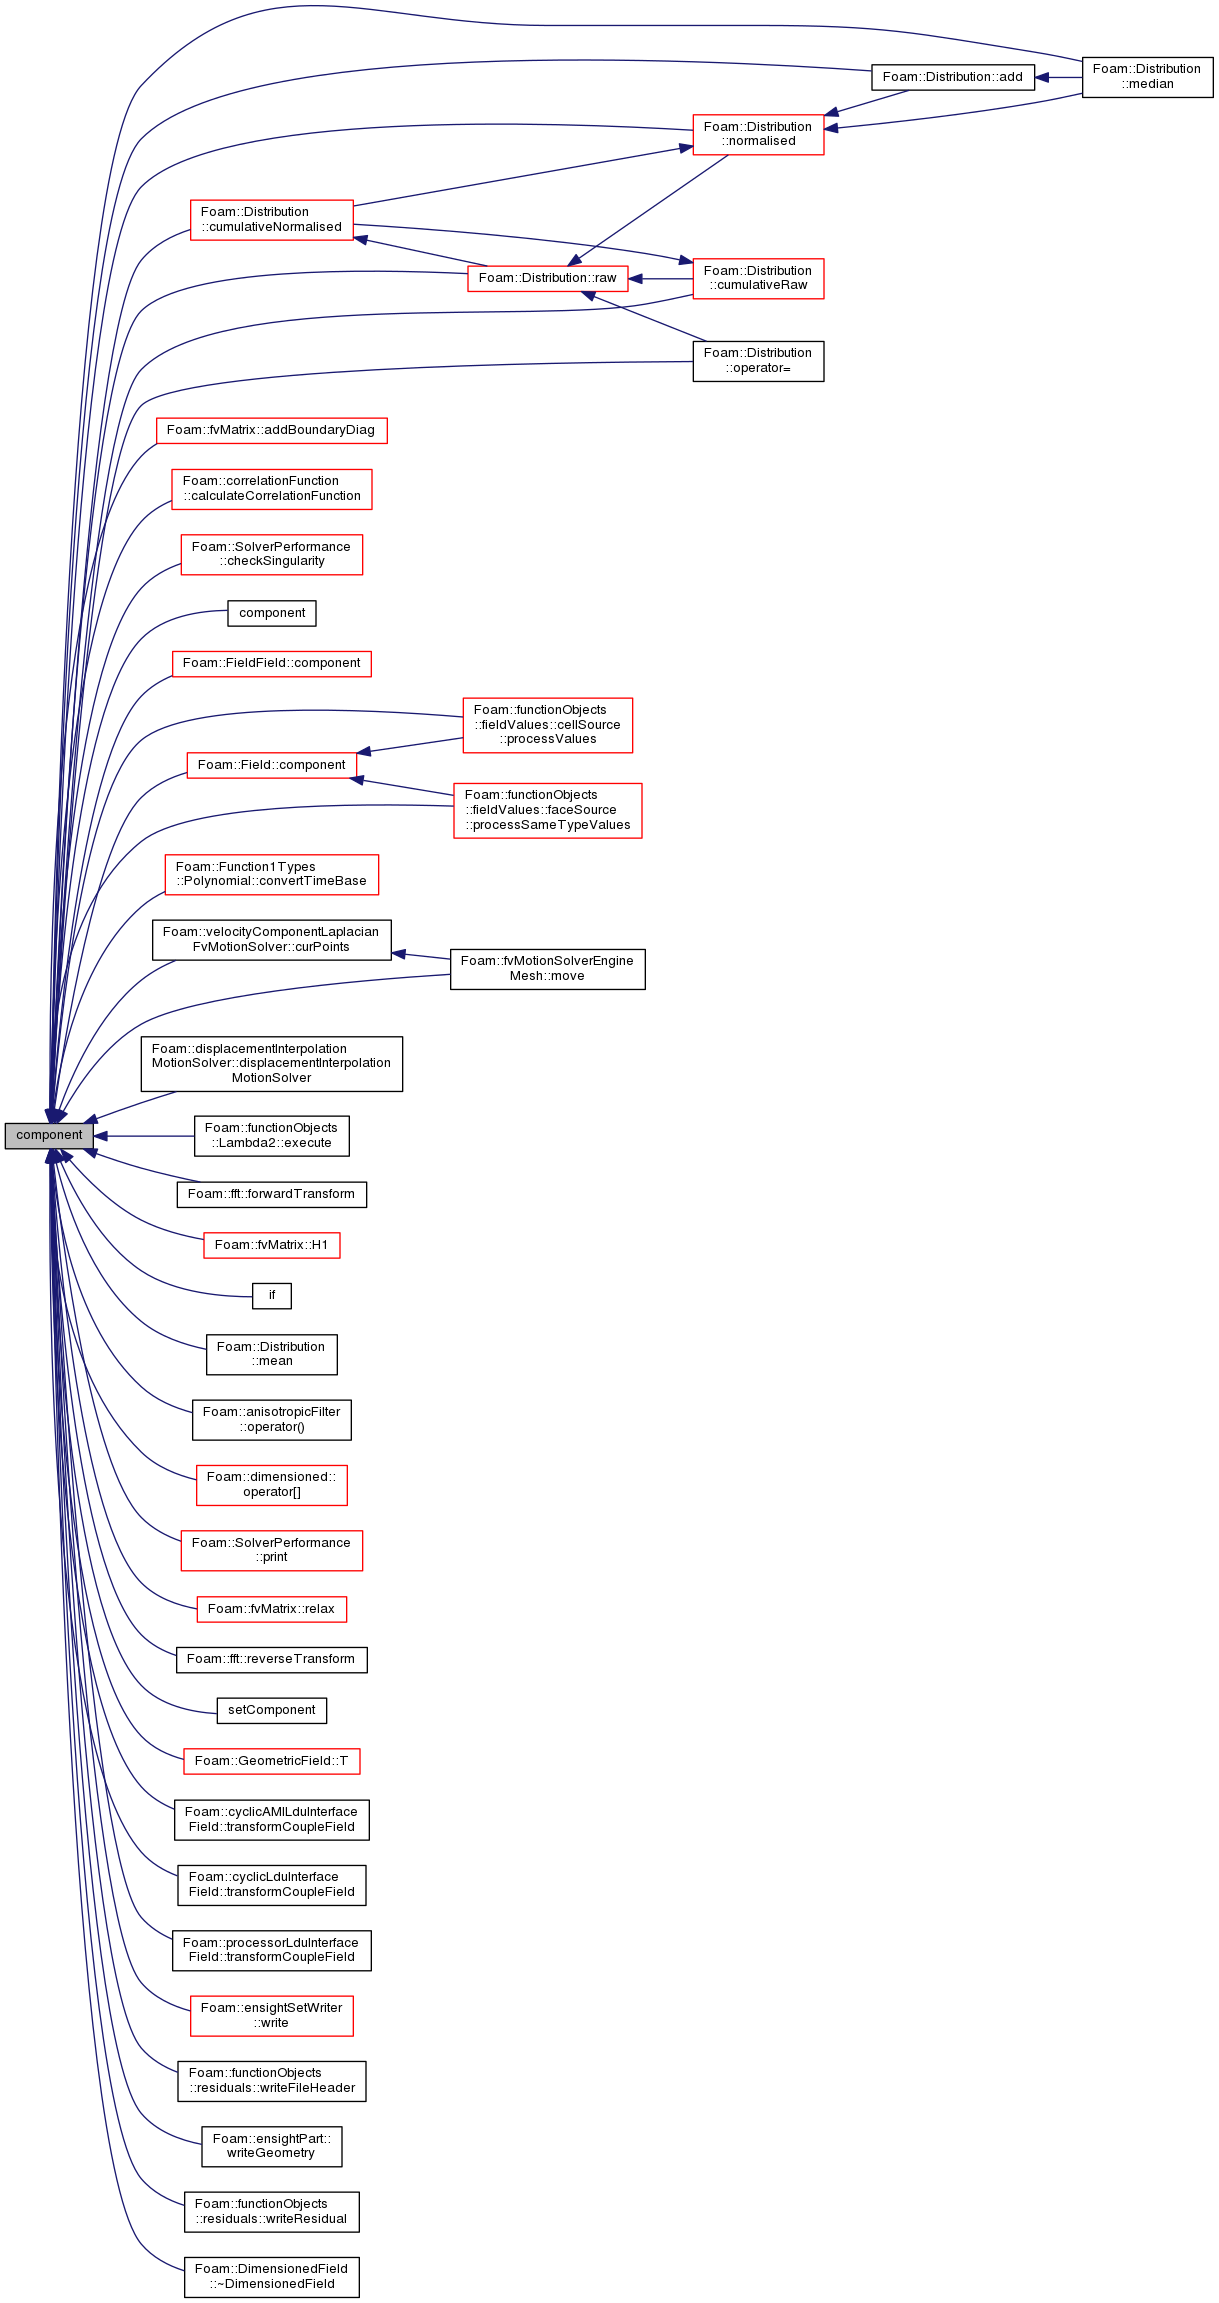 Foam::Distribution
::median
Foam::Distribution::add
Foam::Distribution
::normalised
Foam::Distribution
::cumulativeNormalised
Foam::Distribution::raw
Foam::Distribution
::cumulativeRaw
Foam::Distribution
::operator=
Foam::fvMatrix::addBoundaryDiag
Foam::correlationFunction
::calculateCorrelationFunction
Foam::SolverPerformance
::checkSingularity
component
Foam::FieldField::component
Foam::functionObjects
::fieldValues::cellSource
::processValues
Foam::Field::component
Foam::functionObjects
::fieldValues::faceSource
::processSameTypeValues
Foam::Function1Types
::Polynomial::convertTimeBase
Foam::velocityComponentLaplacian
FvMotionSolver::curPoints
Foam::fvMotionSolverEngine
Mesh::move
Foam::displacementInterpolation
MotionSolver::displacementInterpolation
MotionSolver
component
Foam::functionObjects
::Lambda2::execute
Foam::fft::forwardTransform
Foam::fvMatrix::H1
if
Foam::Distribution
::mean
Foam::anisotropicFilter
::operator()
Foam::dimensioned::
operator[]
Foam::SolverPerformance
::print
Foam::fvMatrix::relax
Foam::fft::reverseTransform
setComponent
Foam::GeometricField::T
Foam::cyclicAMILduInterface
Field::transformCoupleField
Foam::cyclicLduInterface
Field::transformCoupleField
Foam::processorLduInterface
Field::transformCoupleField
Foam::ensightSetWriter
::write
Foam::functionObjects
::residuals::writeFileHeader
Foam::ensightPart::
writeGeometry
Foam::functionObjects
::residuals::writeResidual
Foam::DimensionedField
::~DimensionedField